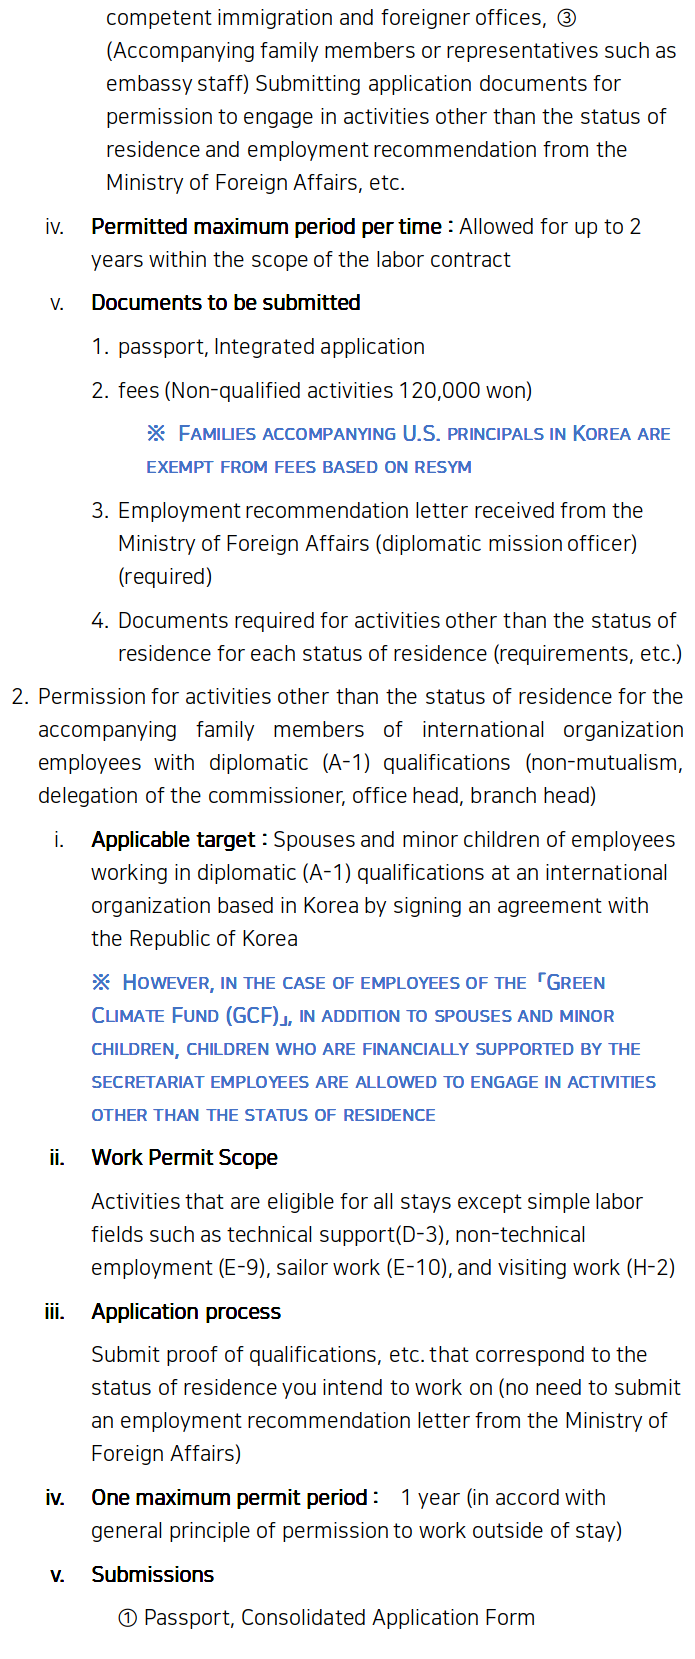 competent immigration and foreigner offices, ③
(Accompanying family members or representatives such as
embassy staff) Submitting application documents for
permission to engage in activities other than the status of
residence and employment recommendation from the
Ministry of Foreign Affairs, etc.
iv. Permitted maximum period per time : Allowed for up to 2
years within the scope of the labor contract
v. Documents to be submitted
1. passport, Integrated application
2. fees (Non-qualified activities 120,000 won)
※ Families accompanying U.S. principals in Korea are
exempt from fees based on resym
3. Employment recommendation letter received from the
Ministry of Foreign Affairs (diplomatic mission officer)
(required)
4. Documents required for activities other than the status of
residence for each status of residence (requirements, etc.)
2. Permission for activities other than the status of residence for the
accompanying family members of international organization
employees with diplomatic (A-1) qualifications (non-mutualism,
delegation of the commissioner, office head, branch head)
i. Applicable target : Spouses and minor children of employees
working in diplomatic (A-1) qualifications at an international
organization based in Korea by signing an agreement with
the Republic of Korea
※ However, in the case of employees of the 「Green
Climate Fund (GCF)」, in addition to spouses and minor
children, children who are financially supported by the
secretariat employees are allowed to engage in activities
other than the status of residence
ii. Work Permit Scope
Activities that are eligible for all stays except simple labor
fields such as technical support(D-3), non-technical
employment (E-9), sailor work (E-10), and visiting work (H-2)
iii. Application process
Submit proof of qualifications, etc. that correspond to the
status of residence you intend to work on (no need to submit
an employment recommendation letter from the Ministry of
Foreign Affairs)
iv. One maximum permit period : 1 year (in accord with
general principle of permission to work outside of stay)
v. Submissions
① Passport, Consolidated Application Form